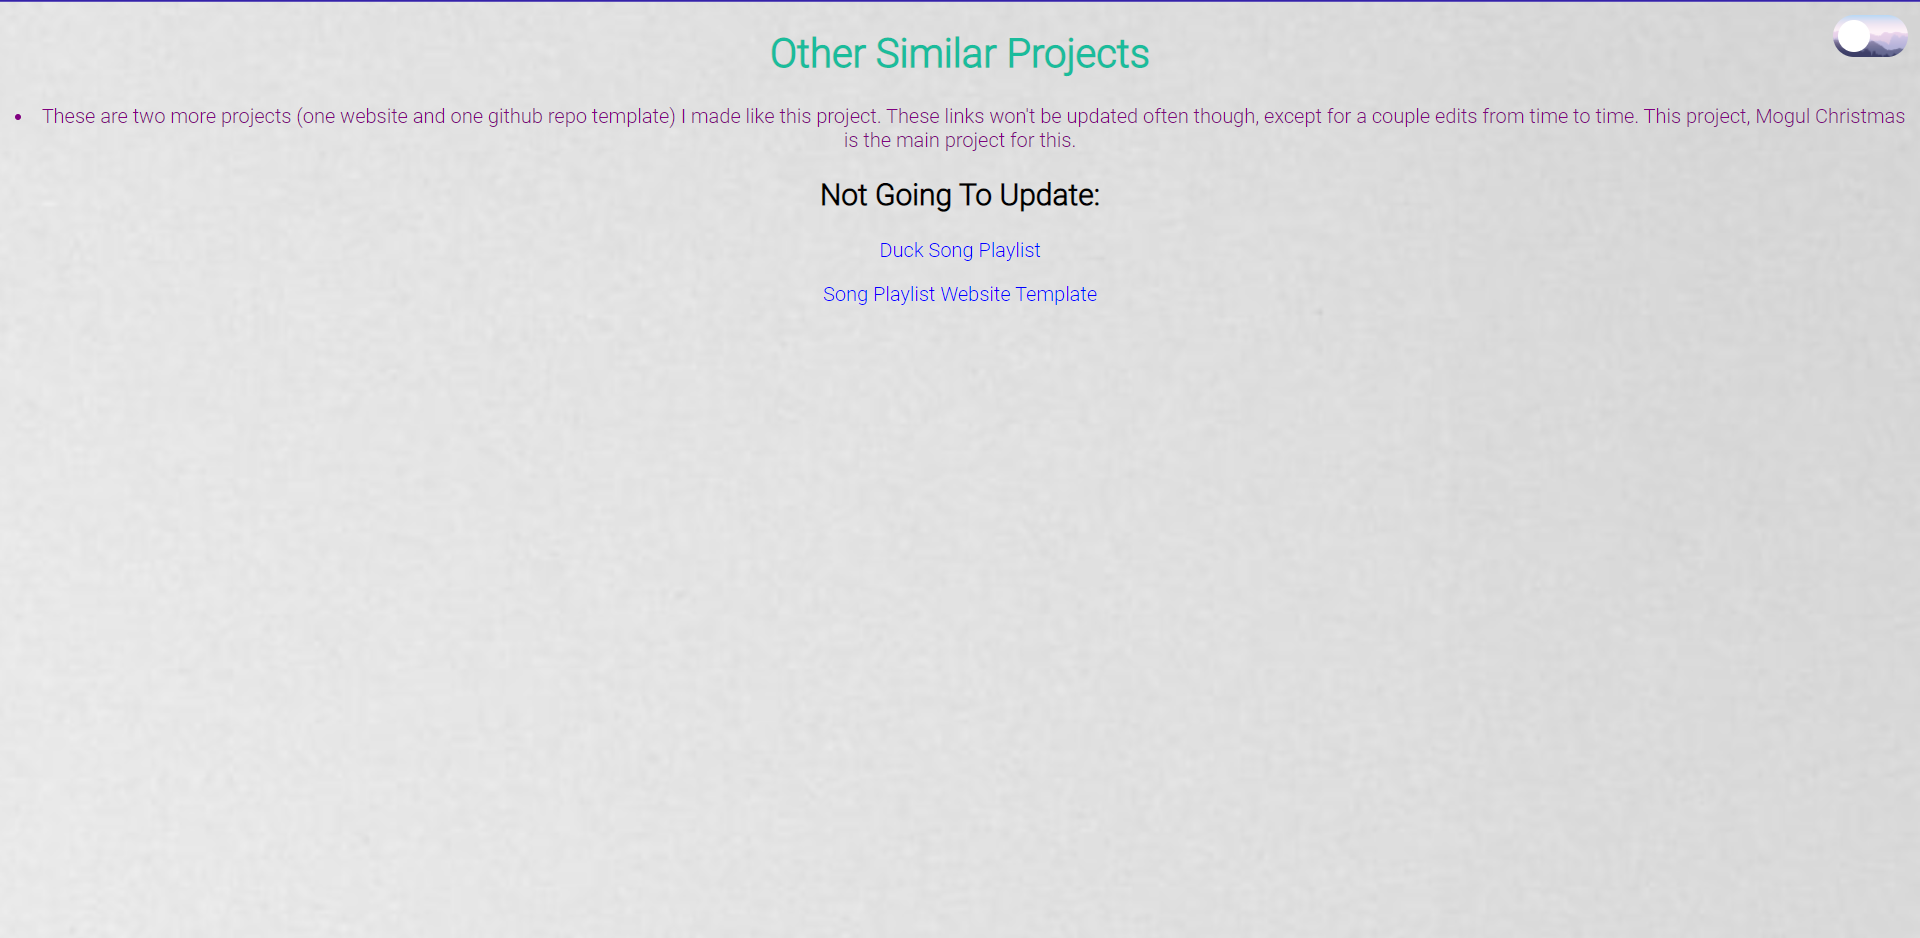 Other Similar Projects
• These are two more projects (one website and one github repo template) I made like this project. These links won't be updated often though, except for a couple edits from time to time. This project, Mogul Christmas
is the main project for this.
Not Going To Update:
Duck Song Playlist
Song Playlist Website Template